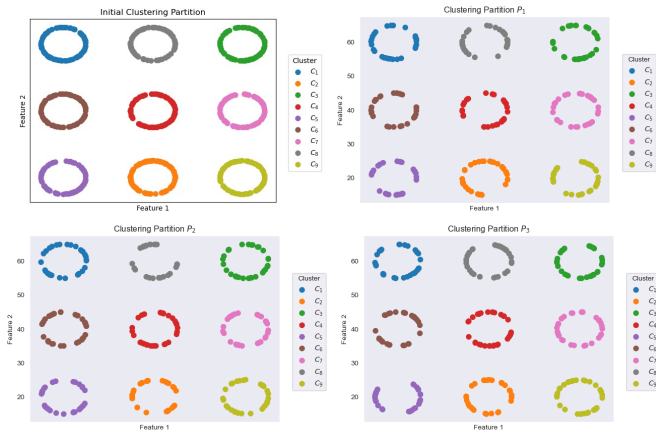 Initial Clustering Partition
Feature 2
Feature 1
Cluster
C1
C2
C3
C4
C5
C6
C7
C8
C9
Clustering Partition P1
Feature 2
60
50
40
30
20
Feature 1
Cluster
C1
C2
C3
C4
C5
C6
C7
C8
C9
Clustering Partition P2
Feature 2
60
50
40
30
20
Feature 1
Cluster
C1
C2
C3
C4
C5
C6
C7
C8
C9
Clustering Partition P3
Feature 2
60
50
40
30
20
Feature 1
Cluster
C1
C2
C3
C4
C5
C6
C7
C8
C9